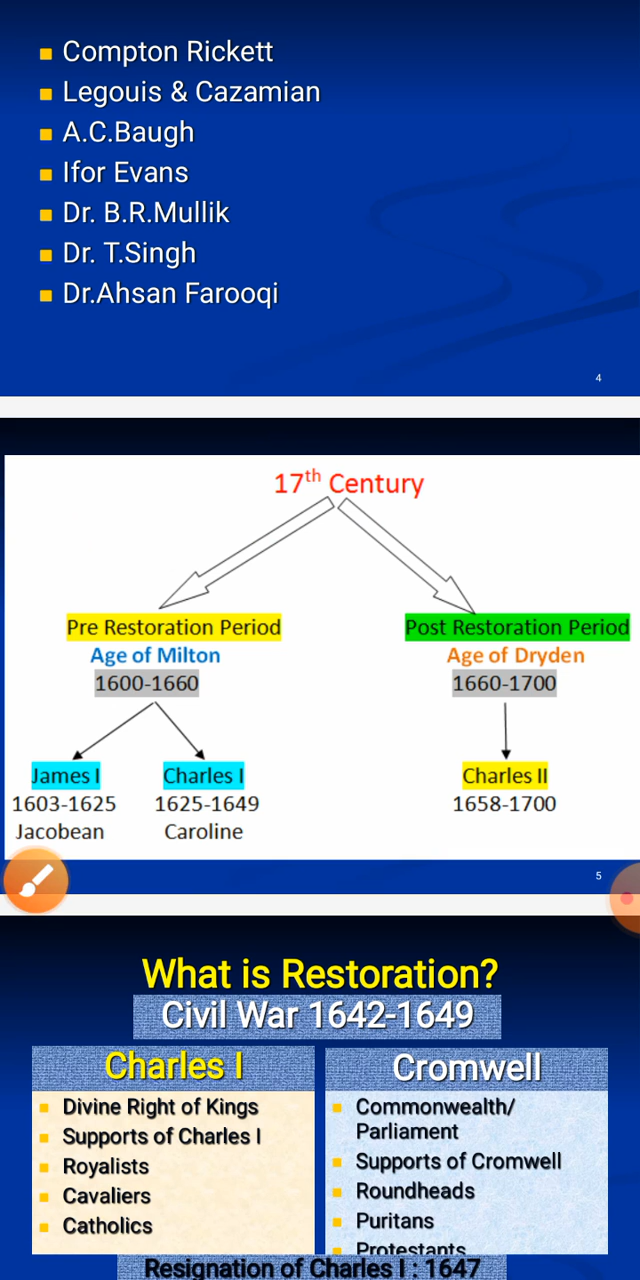 Compton Rickett
Legouis & Cazamian
A.C.Baugh
Ifor Evans
Dr. B.R.Mullik
Dr. T.Singh
Dr.Ahsan Farooqi
4
17th Century
Pre Restoration Period
Age of Milton
1600-1660
Post Restoration Period
Age of Dryden
1660-1700
James I
1603-1625
Jacobean
Charles I
1625-1649
Caroline
Charles II
1658-1700
5
What is Restoration?
Civil War 1642-1649
Charles I
Divine Right of Kings
Supports of Charles I
Royalists
Cavaliers
Catholics
Cromwell
Commonwealth/
Parliament
Supports of Cromwell
Roundheads
Puritans
Protestants
Resignation of Charles I : 1647